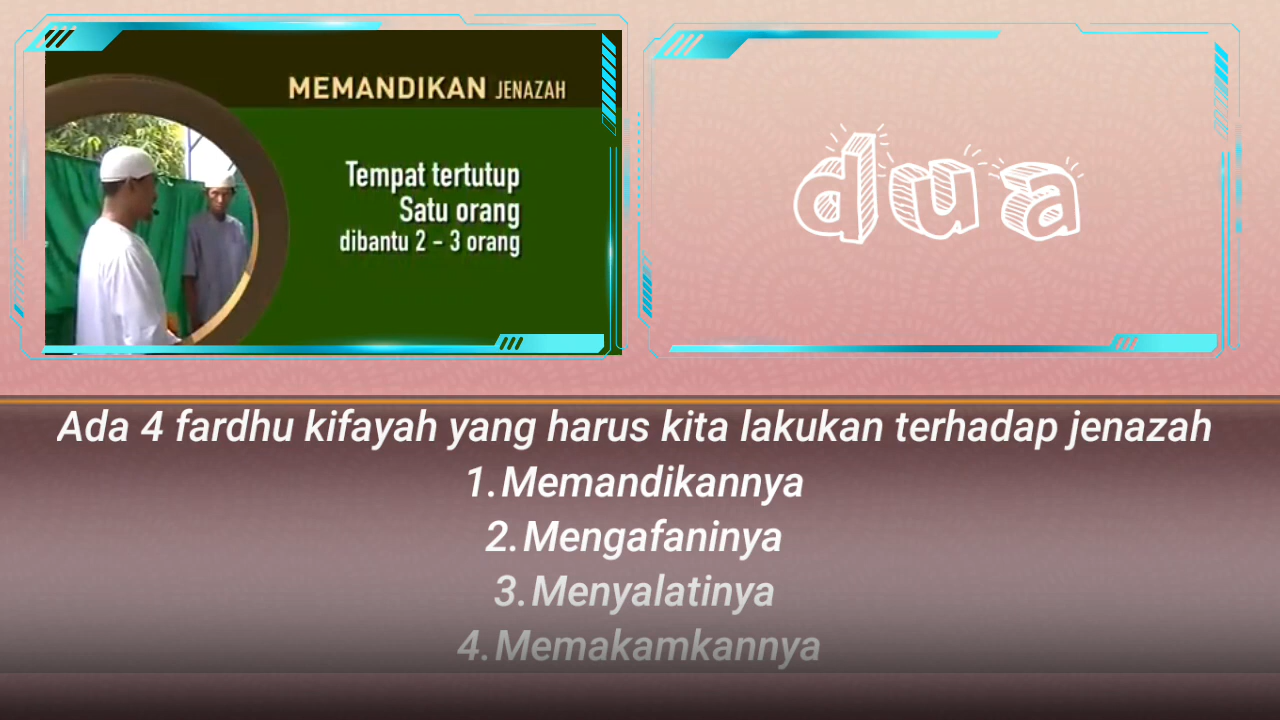 MEMANDIKAN JENAZAH
Tempat tertutup
Satu orang
dibantu 2 – 3 orang
dua
Ada 4 fardhu kifayah yang harus kita lakukan terhadap jenazah
1. Memandikannya
2. Mengafaninya
3. Menyalatinya
4. Memakamkannya